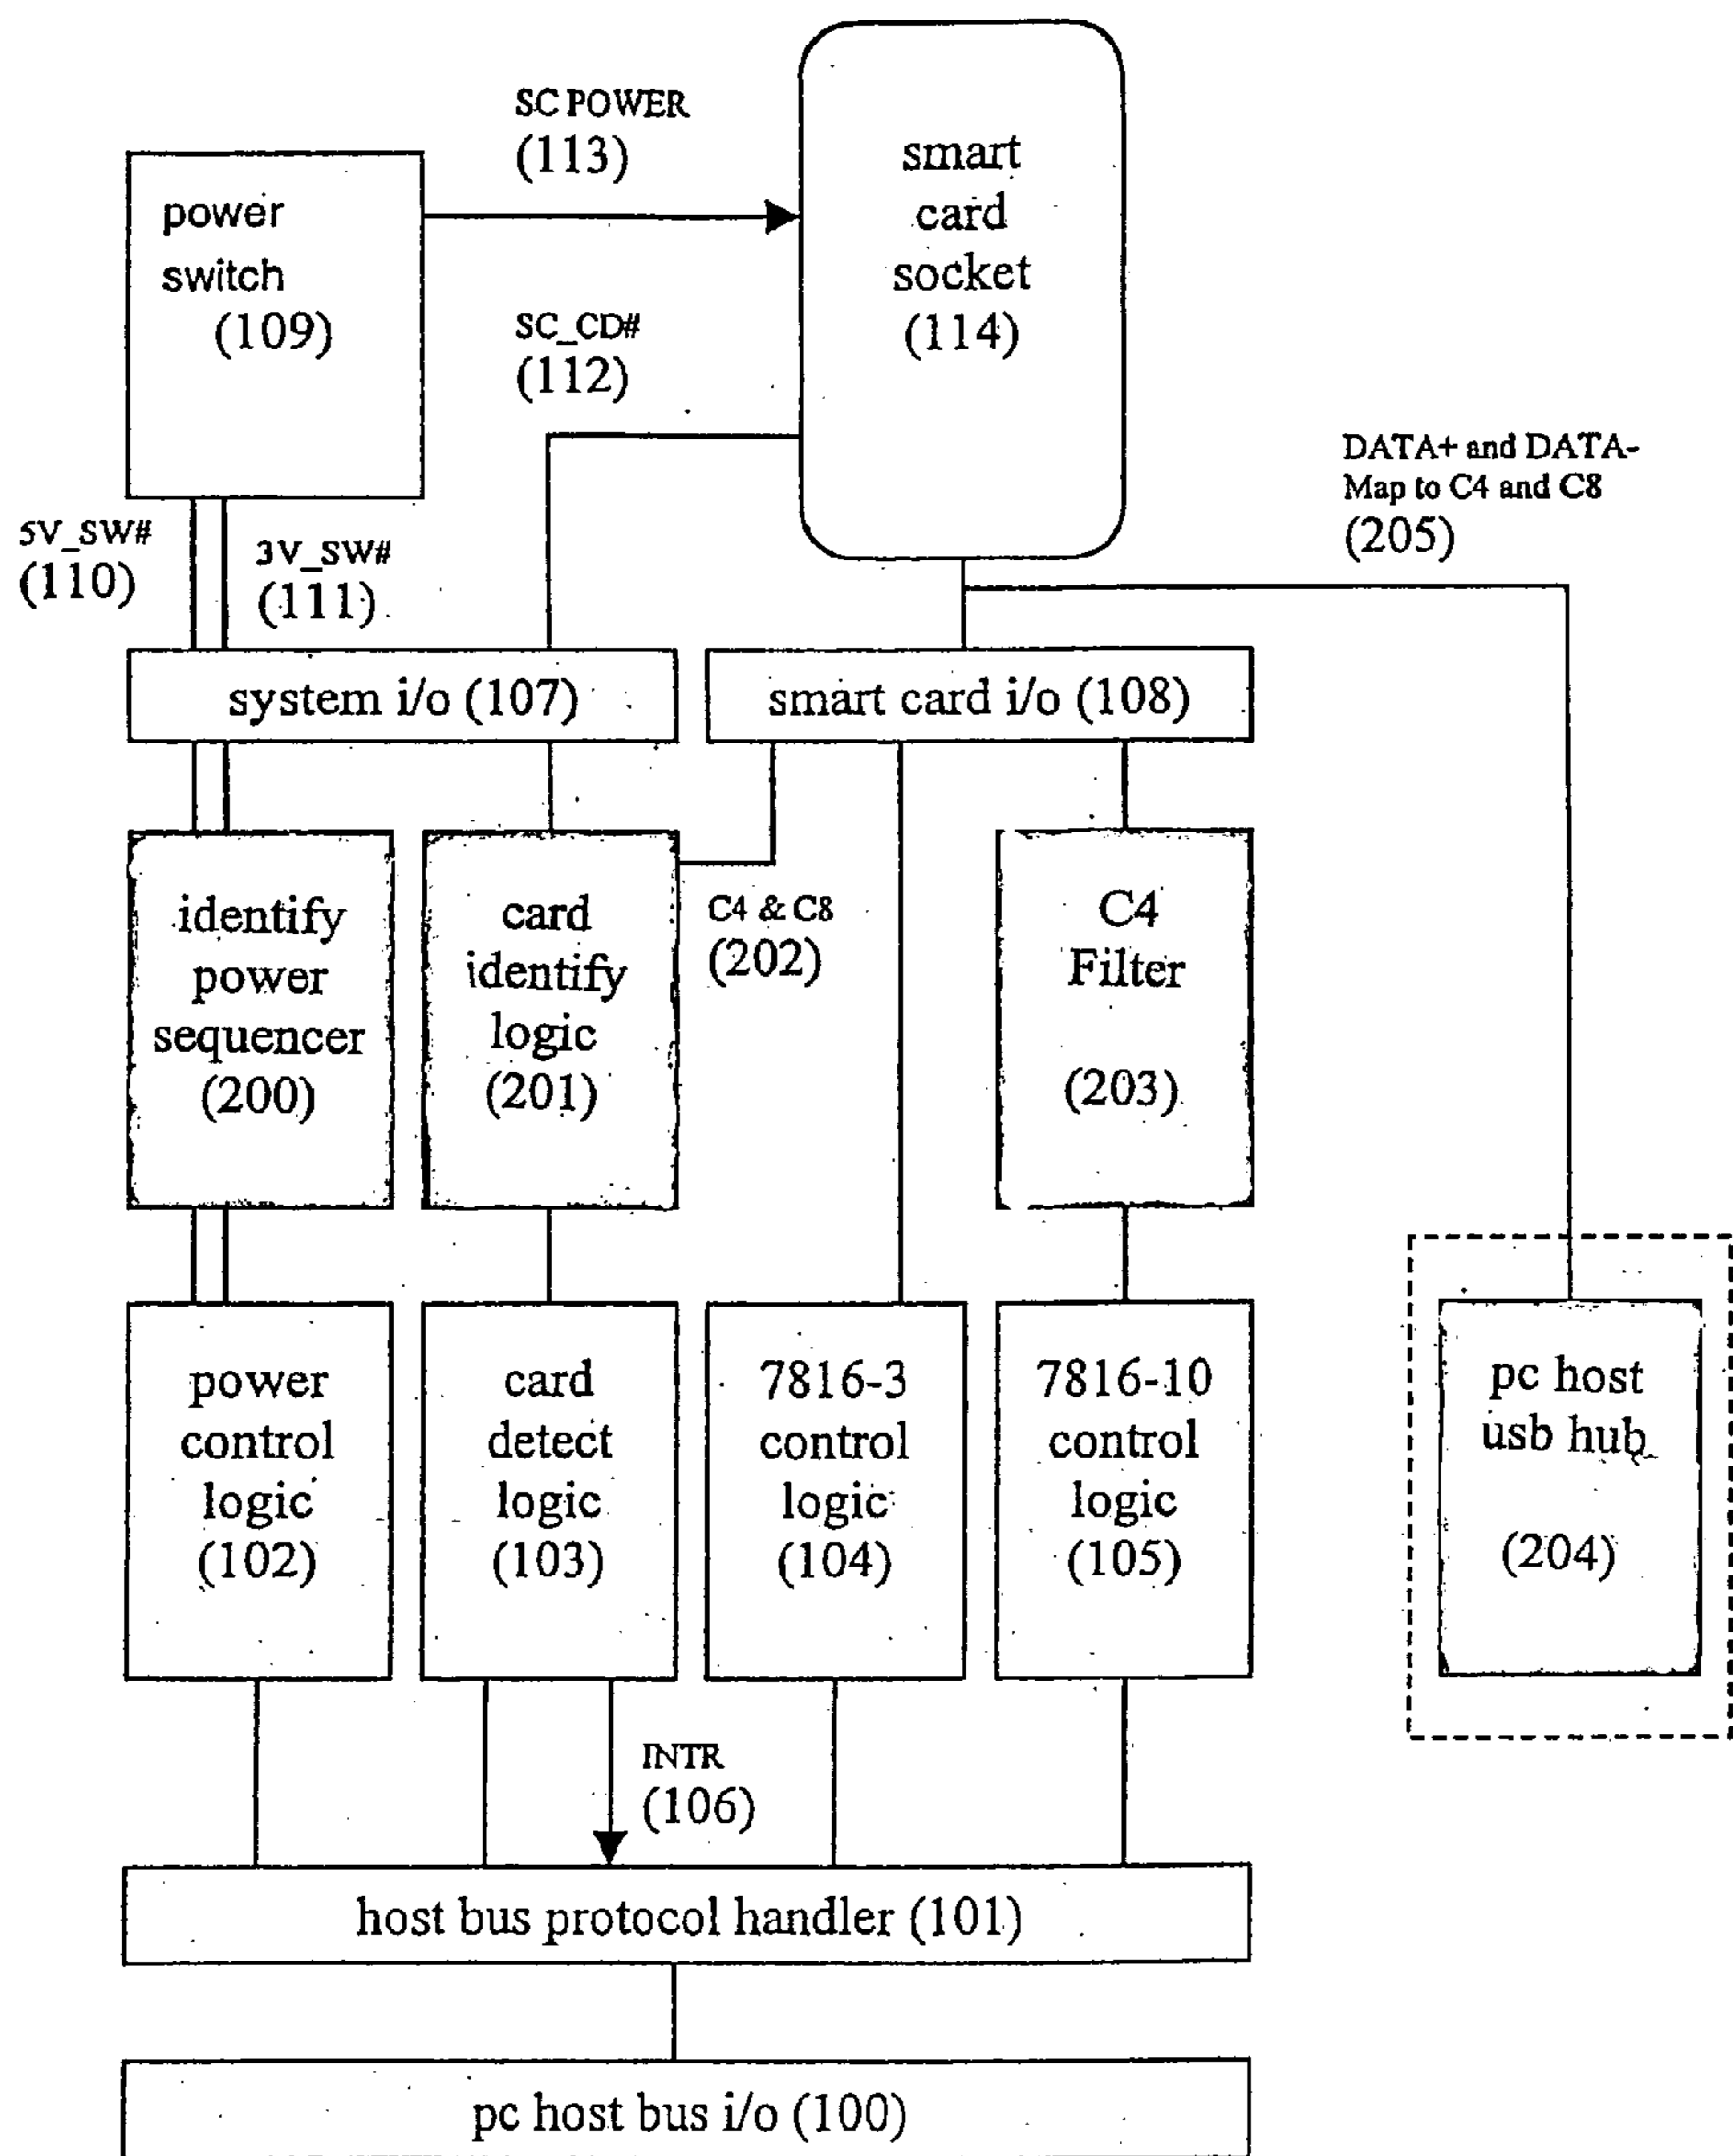 SC POWER
(113)
power
switch
(109)
smart
card
socket
(114)
SC_CD#
(112)
DATA+ and DATA-
Map to C4 and C8
(205)
5V_SW#
(110)
3V_SW#
(111)
system i/o (107)
smart card i/o (108)
identify
power
sequencer
(200)
card
identify
logic
(201)
C4 & C8
(202)
C4
Filter
(203)
power
control
logic
(102)
card
detect
logic
(103)
7816-3
control
logic
(104)
7816-10
control
logic
(105)
pc host
usb hub
(204)
INTR
(106)
host bus protocol handler (101)
pc host bus i/o (100)